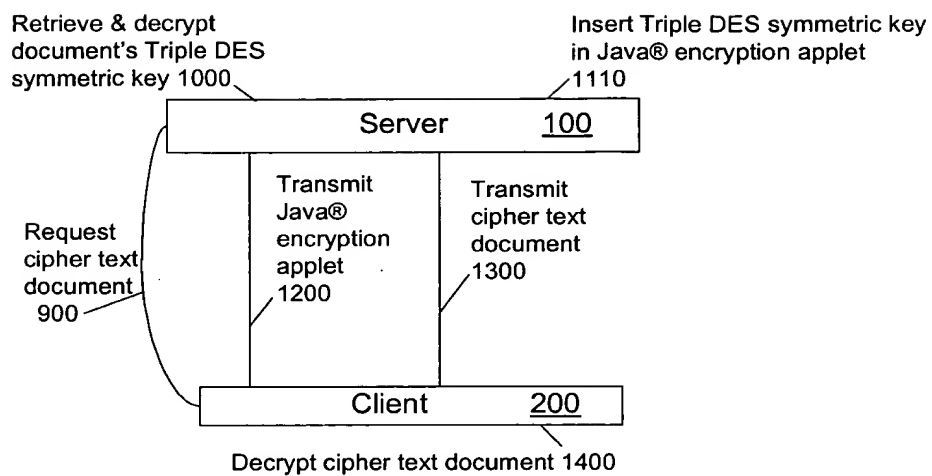 Retrieve & decrypt
document's Triple DES
symmetric key 1000
Insert Triple DES symmetric key
in Java® encryption applet
1110
Server 100
Transmit
Java®
encryption
applet
1200
Transmit
cipher text
document
1300
Request
cipher text
document
900
Client 200
Decrypt cipher text document 1400